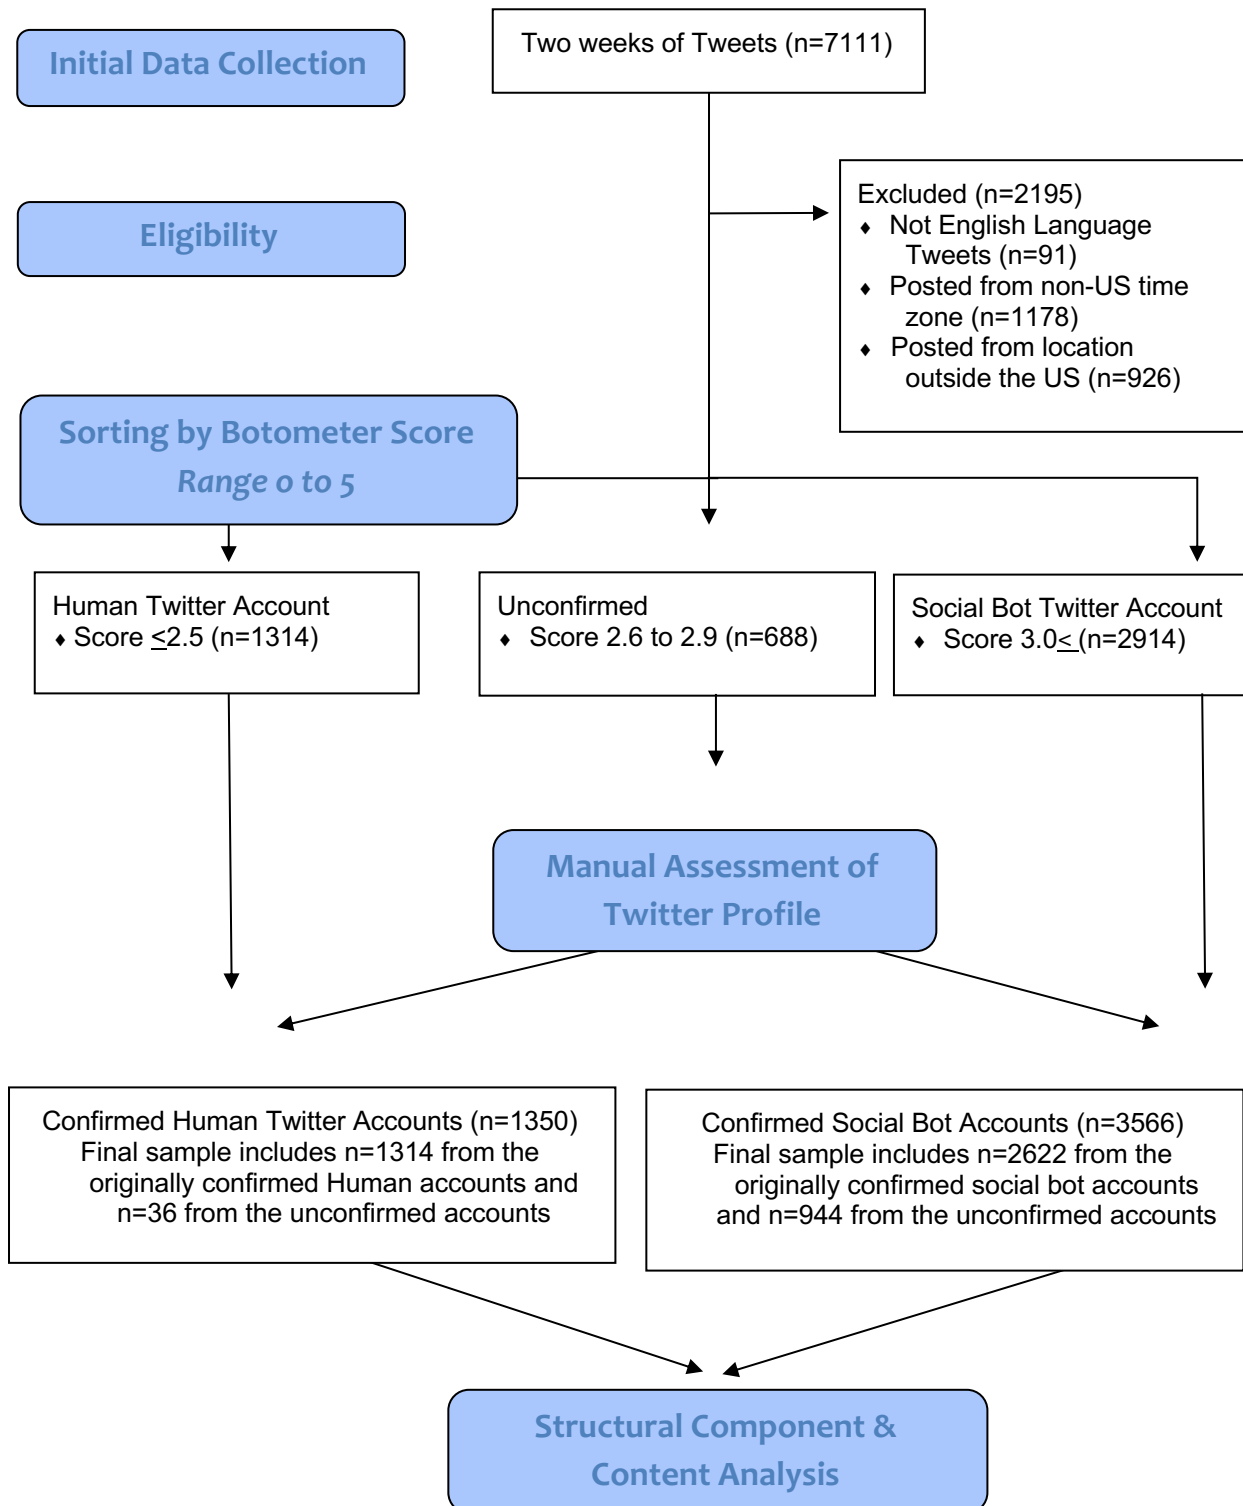 Initial Data Collection
Two weeks of Tweets (n=7111)
Eligibility
Excluded (n=2195)
♦ Not English Language
Tweets (n=91)
♦ Posted from non-US time
zone (n=1178)
♦ Posted from location
outside the US (n=926)
Sorting by Botometer Score
Range 0 to 5
Human Twitter Account
♦ Score ≤2.5 (n=1314)
Unconfirmed
♦ Score 2.6 to 2.9 (n=688)
Social Bot Twitter Account
♦ Score 3.0≤ (n=2914)
Manual Assessment of
Twitter Profile
Confirmed Human Twitter Accounts (n=1350)
Final sample includes n=1314 from the
originally confirmed Human accounts and
n=36 from the unconfirmed accounts
Confirmed Social Bot Accounts (n=3566)
Final sample includes n=2622 from the
originally confirmed social bot accounts
and n=944 from the unconfirmed accounts
Structural Component &
Content Analysis